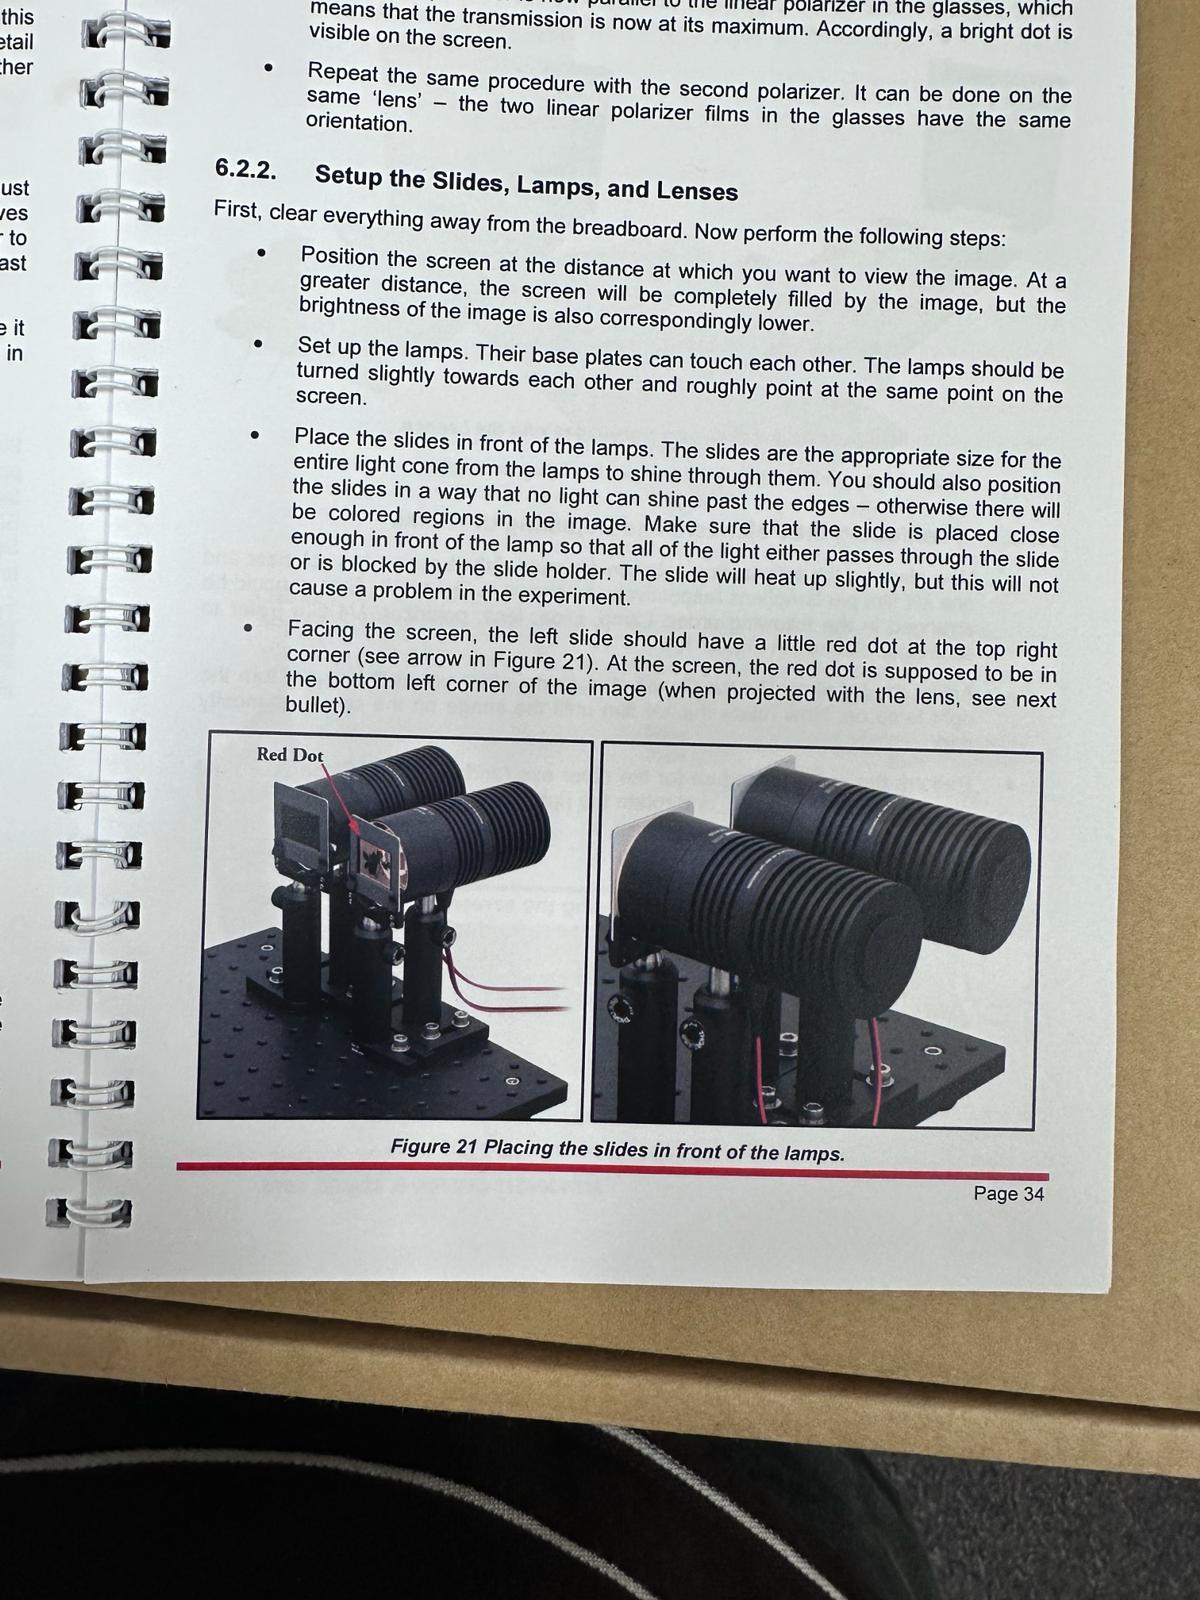 this
etail
ther
ust
ves
r to
ast
e it
in
parallel to the linear polarizer in the glasses, which
means that the transmission is now at its maximum. Accordingly, a bright dot is
visible on the screen.
• Repeat the same procedure with the second polarizer. It can be done on the
same ‘lens’ – the two linear polarizer films in the glasses have the same
orientation.
6.2.2. Setup the Slides, Lamps, and Lenses
First, clear everything away from the breadboard. Now perform the following steps:
• Position the screen at the distance at which you want to view the image. At a
greater distance, the screen will be completely filled by the image, but the
brightness of the image is also correspondingly lower.
• Set up the lamps. Their base plates can touch each other. The lamps should be
turned slightly towards each other and roughly point at the same point on the
screen.
• Place the slides in front of the lamps. The slides are the appropriate size for the
entire light cone from the lamps to shine through them. You should also position
the slides in a way that no light can shine past the edges – otherwise there will
be colored regions in the image. Make sure that the slide is placed close
enough in front of the lamp so that all of the light either passes through the slide
or is blocked by the slide holder. The slide will heat up slightly, but this will not
cause a problem in the experiment.
• Facing the screen, the left slide should have a little red dot at the top right
corner (see arrow in Figure 21). At the screen, the red dot is supposed to be in
the bottom left corner of the image (when projected with the lens, see next
bullet).
Red Dot
Figure 21 Placing the slides in front of the lamps.
Page 34